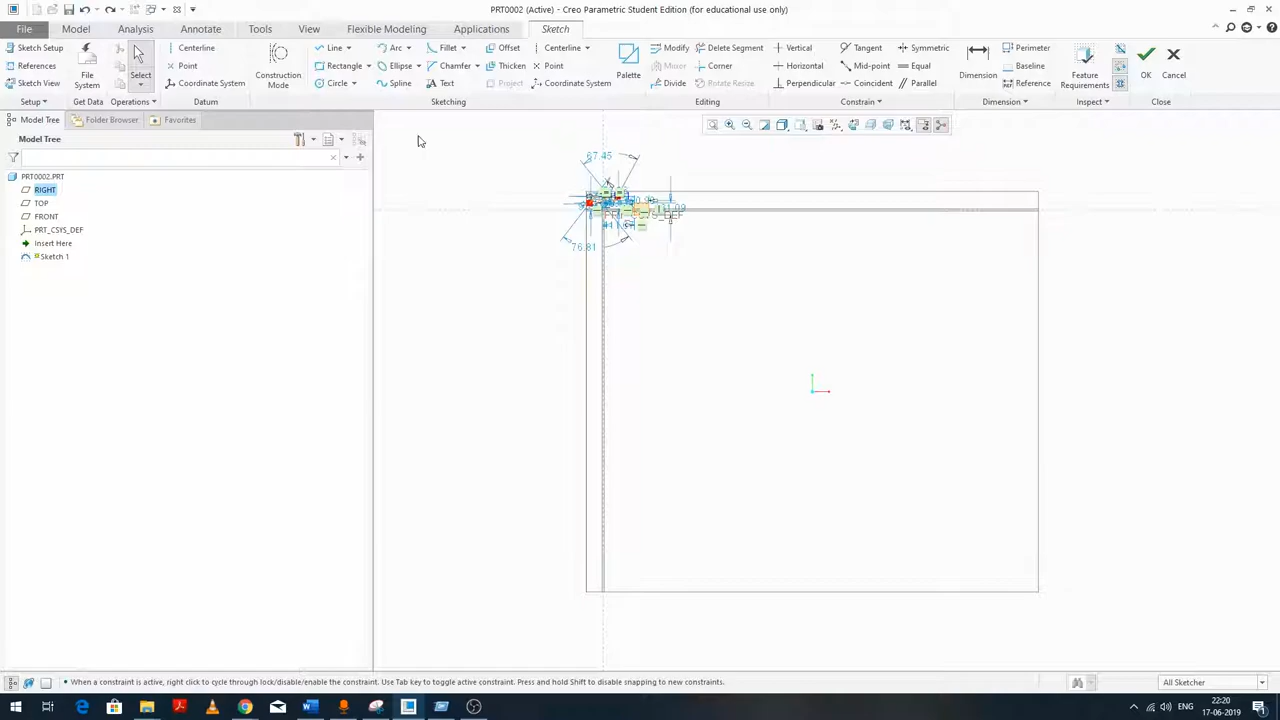 PRT0002 (Active) - Creo Parametric Student Edition (for educational use only)
File Model Analysis Annotate Tools View Flexible Modeling Applications Sketch
Sketch Setup
References
Sketch View
Setup
File System
Get Data
Select
Operations
Centerline
Point
Coordinate System
Datum
Construction Mode
Line Arc Fillet Offset Centerline
Rectangle Ellipse Chamfer Thicken Point
Circle Spline Text Project Coordinate System
Sketching
Palette
Modify Delete Segment
Mirror Corner
Divide Rotate Resize
Editing
Vertical Tangent Symmetric
Horizontal Mid-point Equal
Perpendicular Coincident Parallel
Constrain
Dimension
Perimeter
Baseline
Reference
Dimension
Feature Requirements
Inspect
OK Cancel
Close
Model Tree Folder Browser Favorites
Model Tree
PRT0002.PRT
RIGHT
TOP
FRONT
PRT_CSYS_DEF
Insert Here
Sketch 1
67.45
76.81
When a constraint is active, right click to cycle through lock/disable/enable the constraint. Use Tab key to toggle active constraint. Press and hold Shift to disable snapping to new constraints.
All Sketcher
ENG
22:20
17-06-2019